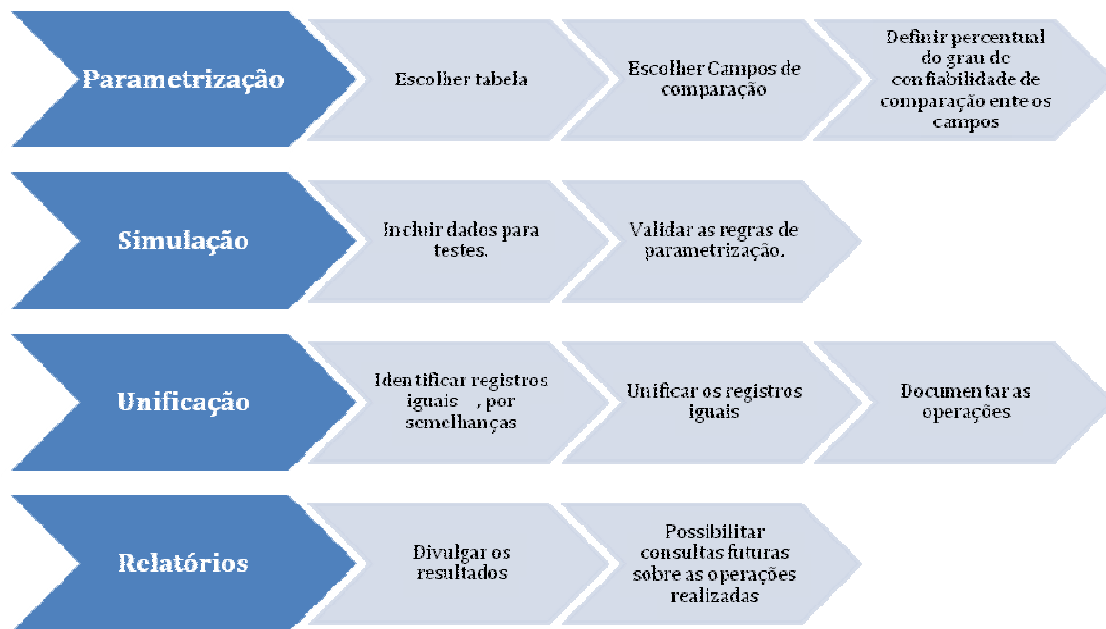 Parametrização
Escolher tabela
Escolher Campos de
comparação
Definir percentual
do grau de
confiabilidade de
comparação ente os
campos
Simulação
Incluir dados para
testes.
Validar as regras de
parametrização.
Unificação
Identificar registros
iguais , por
semelhanças
Unificar os registros
iguais
Documentar as
operações
Relatórios
Divulgar os
resultados
Possibilitar
consultas futuras
sobre as operações
realizadas